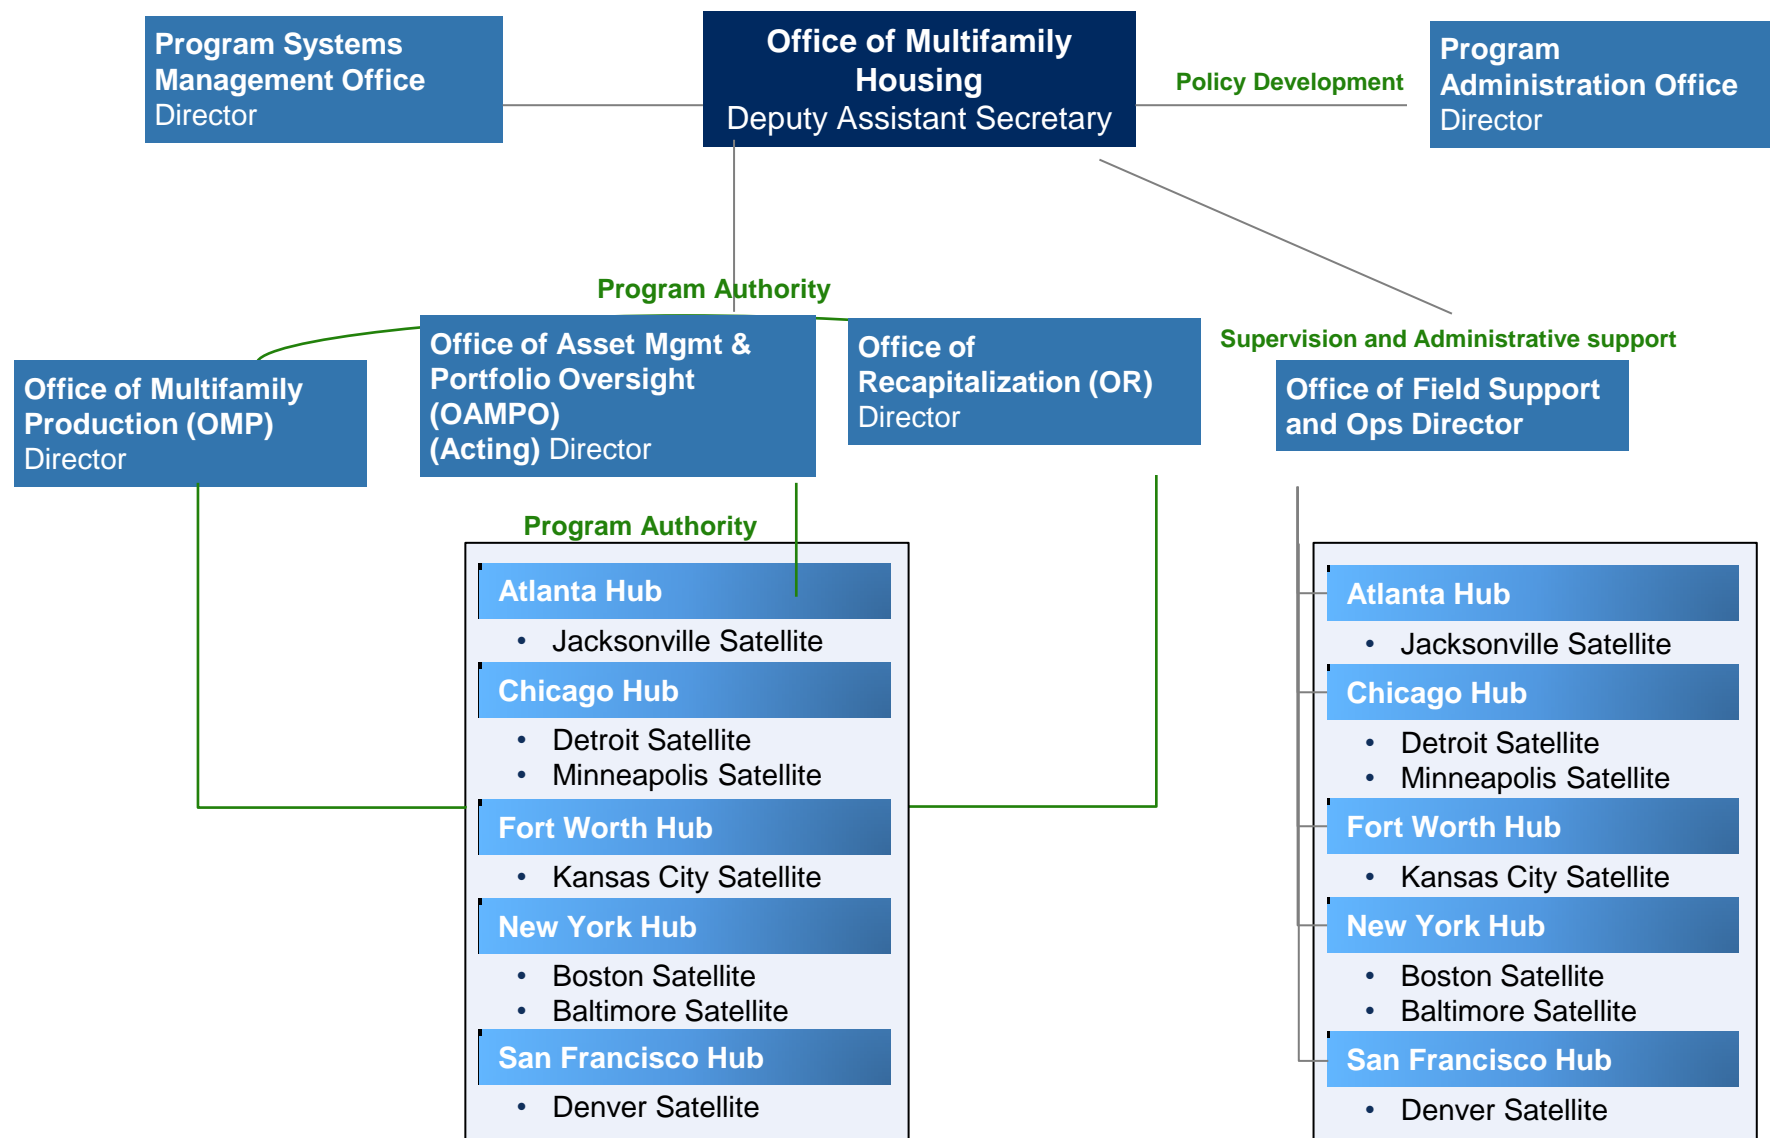 Program Systems
Management Office
Director
Office of Multifamily
Housing
Deputy Assistant Secretary
Policy Development
Program
Administration Office
Director
Program Authority
Office of Multifamily
Production (OMP)
Director
Office of Asset Mgmt &
Portfolio Oversight
(OAMPO)
(Acting) Director
Office of
Recapitalization (OR)
Director
Supervision and Administrative support
Office of Field Support
and Ops Director
Program Authority
Atlanta Hub
• Jacksonville Satellite
Chicago Hub
• Detroit Satellite
• Minneapolis Satellite
Fort Worth Hub
• Kansas City Satellite
New York Hub
• Boston Satellite
• Baltimore Satellite
San Francisco Hub
• Denver Satellite
Atlanta Hub
• Jacksonville Satellite
Chicago Hub
• Detroit Satellite
• Minneapolis Satellite
Fort Worth Hub
• Kansas City Satellite
New York Hub
• Boston Satellite
• Baltimore Satellite
San Francisco Hub
• Denver Satellite